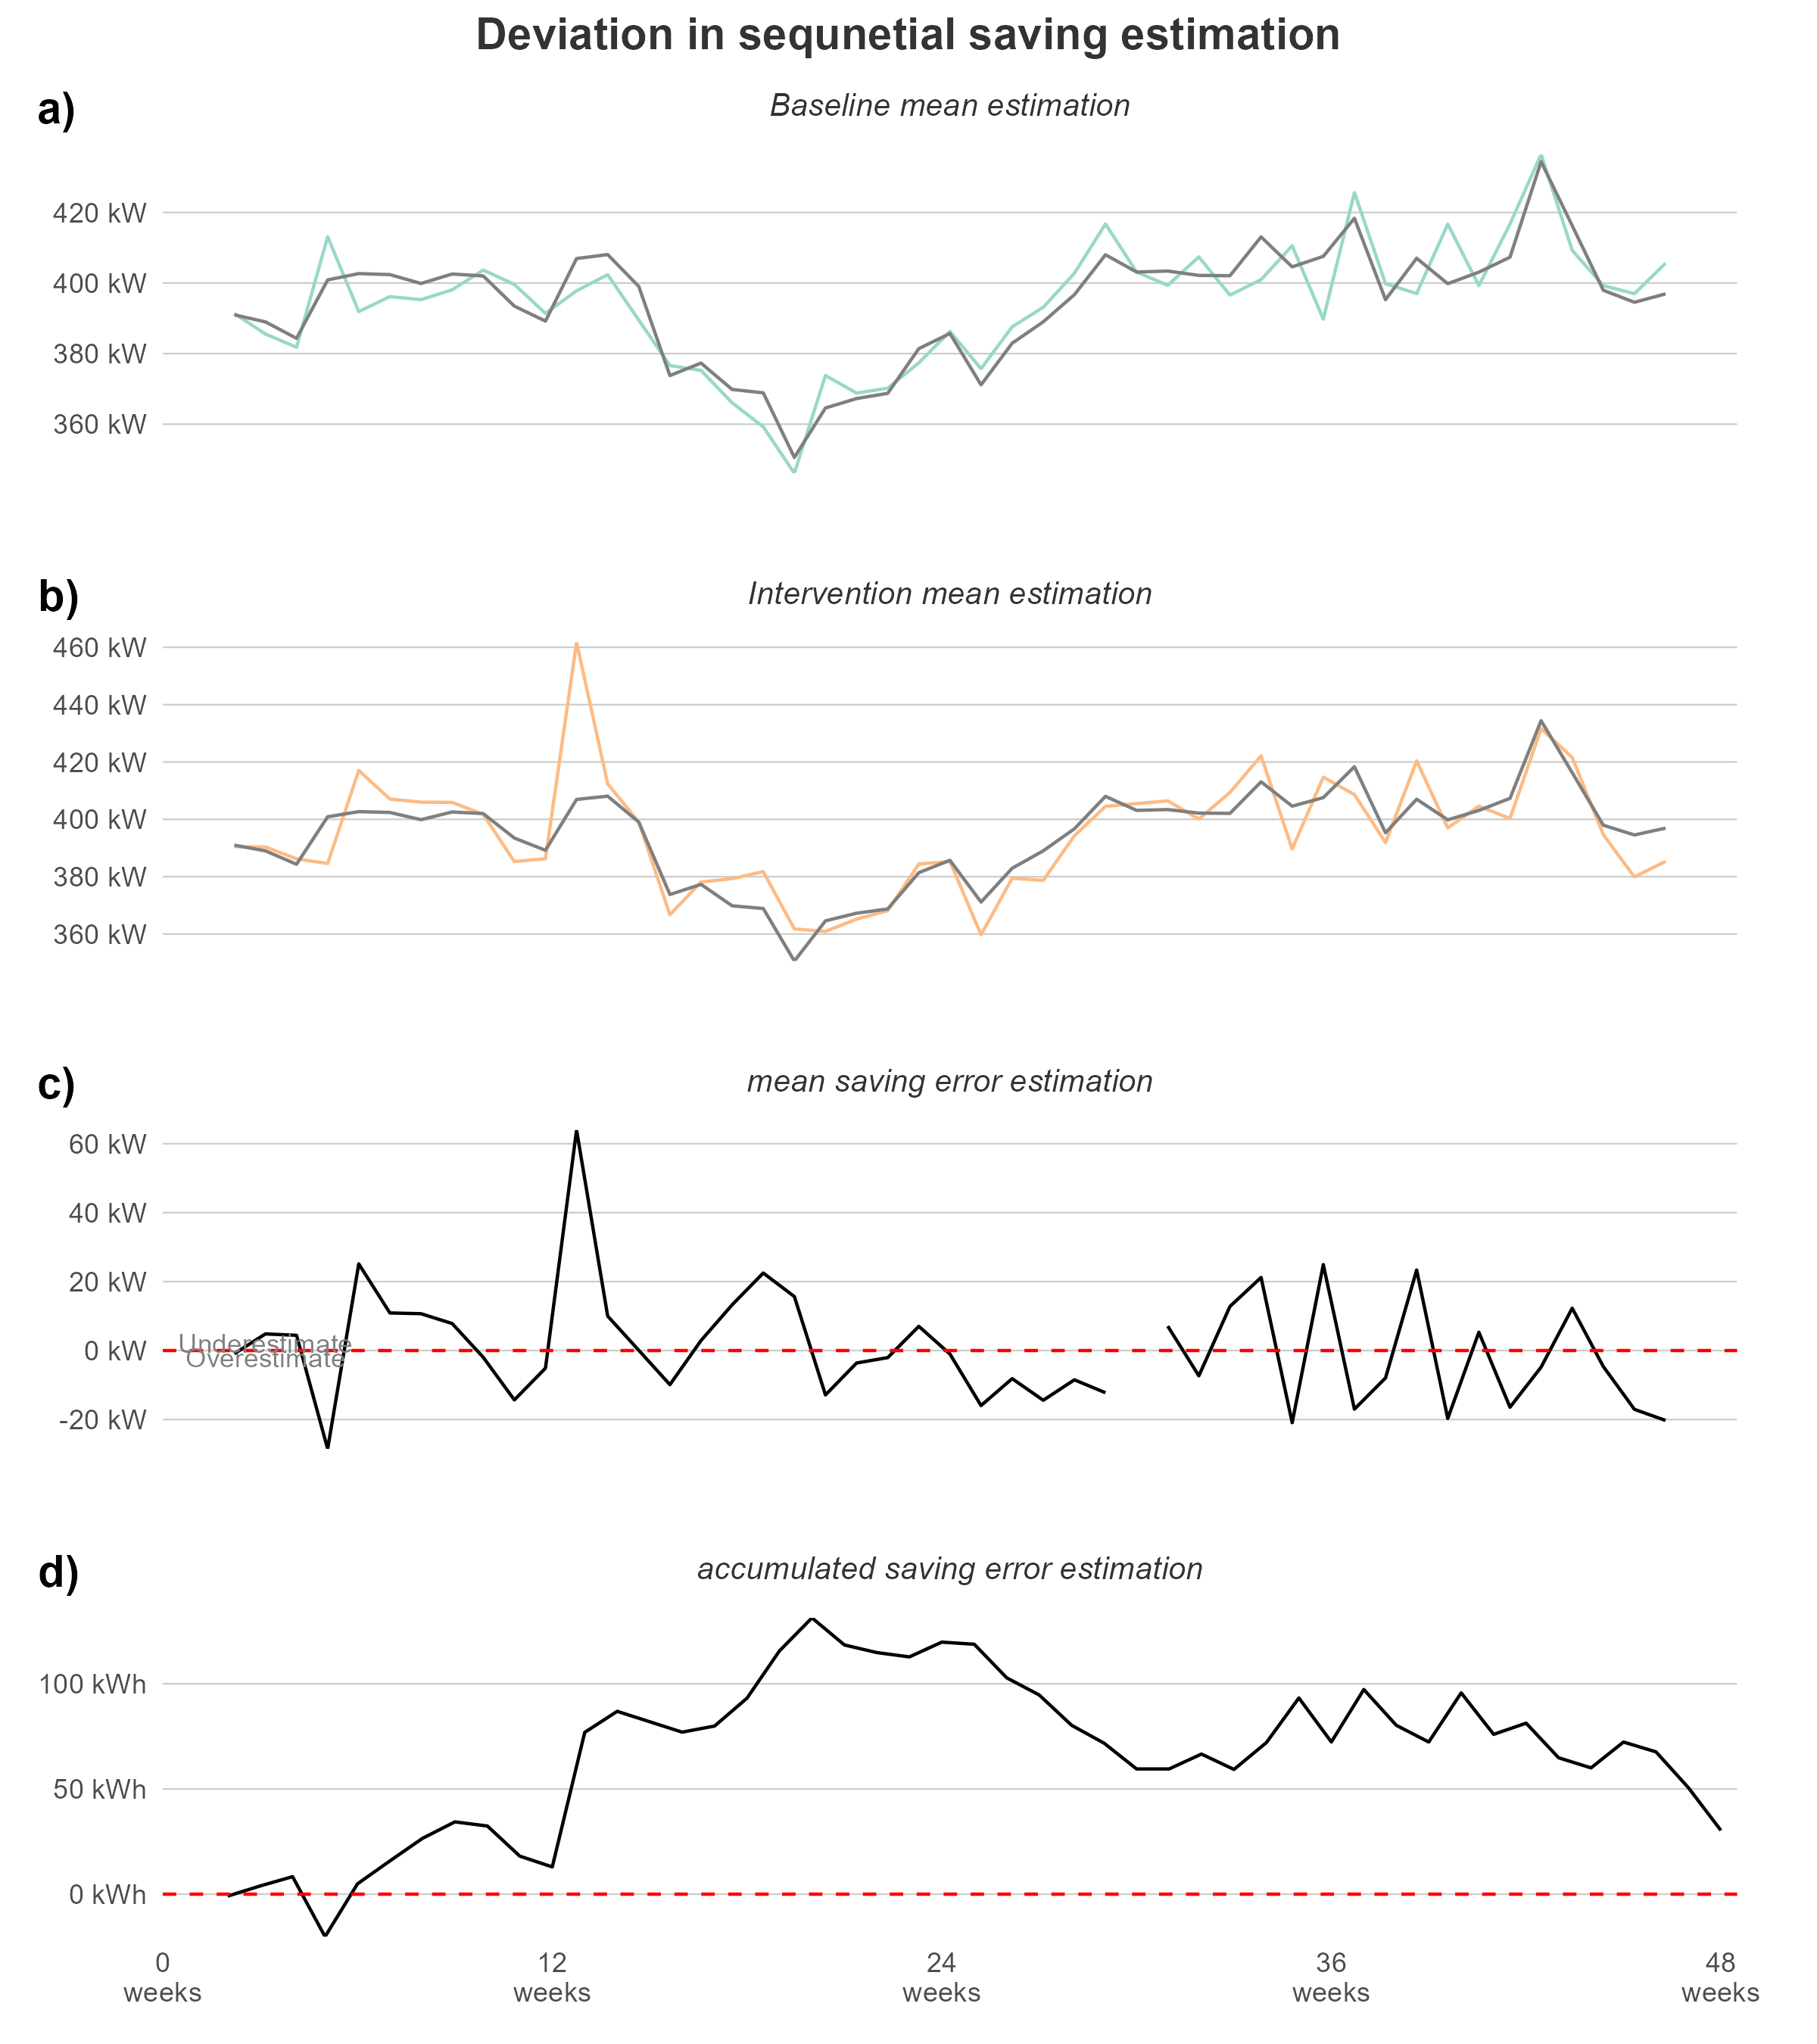 Deviation in sequnetial saving estimation
a)
Baseline mean estimation
420 kW
400 kW
380 kW
360 kW
b)
Intervention mean estimation
460 kW
440 kW
420 kW
400 kW
380 kW
360 kW
c)
mean saving error estimation
60 kW
40 kW
20 kW
0 kW
-20 kW
Underestimate
Overestimate
d)
accumulated saving error estimation
100 kWh
50 kWh
0 kWh
0 12 24 36 48
weeks weeks weeks weeks weeks